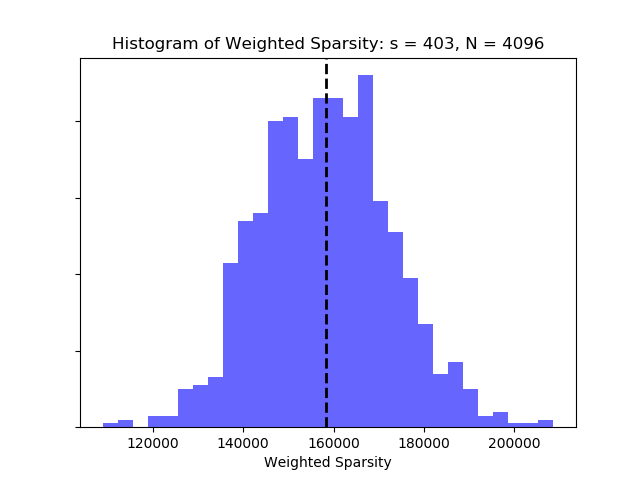 Histogram of Weighted Sparsity: s = 403, N = 4096
120000 140000 160000 180000 200000
Weighted Sparsity